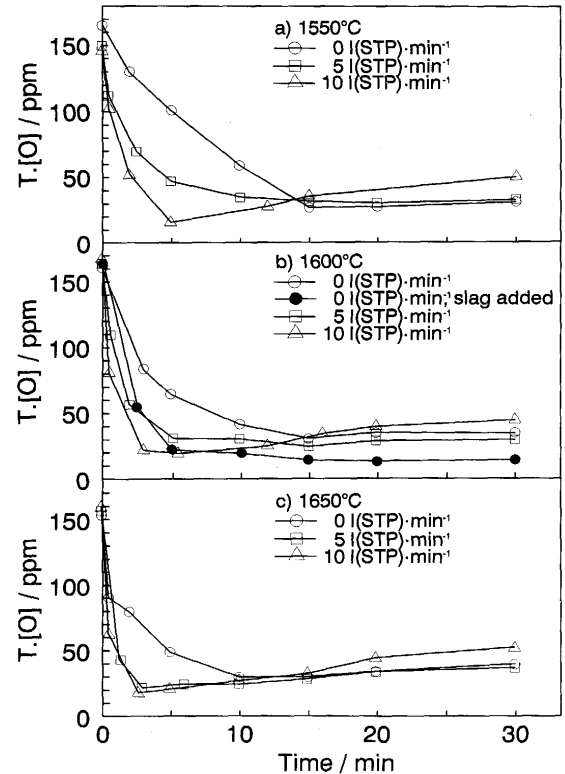 a) 1550°C
0 l(STP)·min⁻¹
5 l(STP)·min⁻¹
10 l(STP)·min⁻¹
150
100
50
0
T.[O] / ppm
b) 1600°C
0 l(STP)·min⁻¹
0 l(STP)·min⁻¹, slag added
5 l(STP)·min⁻¹
10 l(STP)·min⁻¹
150
100
50
0
T.[O] / ppm
c) 1650°C
0 l(STP)·min⁻¹
5 l(STP)·min⁻¹
10 l(STP)·min⁻¹
150
100
50
0
T.[O] / ppm
0 10 20 30
Time / min